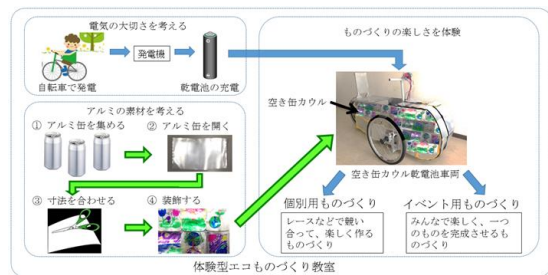 電気の大切さを考える
自転車で発電
発電機
乾電池の充電
アルミの素材を考える
① アルミ缶を集める
② アルミ缶を開く
③ 寸法を合わせる
④ 装飾する
ものづくりの楽しさを体験
空き缶カウル
空き缶カウル乾電池車両
個別用ものづくり
レースなどで競い
合って、楽しく作る
ものづくり
イベント用ものづくり
みんなで楽しく、一つ
のものを完成させるも
のづくり
体験型エコものづくり教室